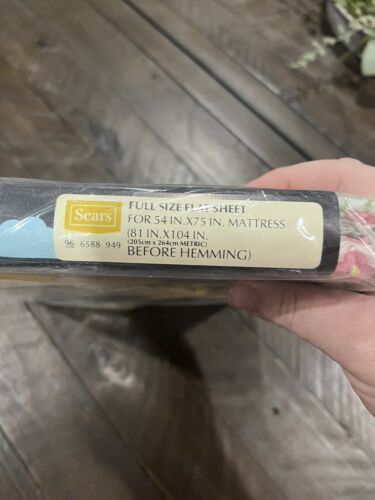 Sears
FULL SIZE FLAT SHEET
FOR 54 IN.X75 IN. MATTRESS
(81 IN.X104 IN.
(205cm x 264cm METRIC)
96 6588 949
BEFORE HEMMING)